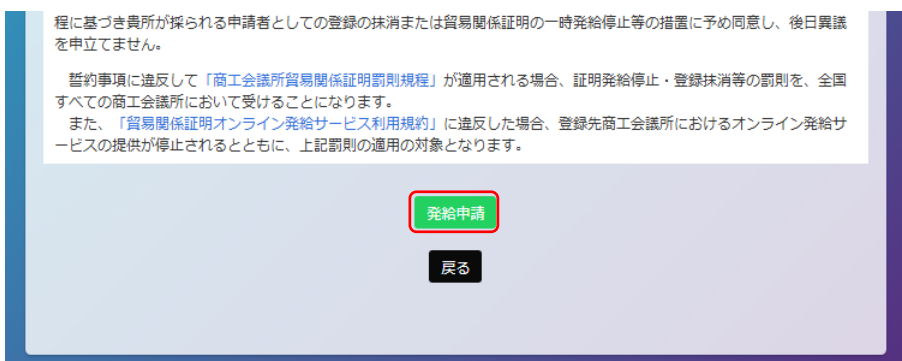 程に基づき貴所が採られる申請者としての登録の抹消または貿易関係証明の一時発給停止等の措置に予め同意し、後日異議
を申立てません。
誓約事項に違反して「商工会議所貿易関係証明罰則規程」が適用される場合、証明発給停止・登録抹消等の罰則を、全国
すべての商工会議所において受けることになります。
また、「貿易関係証明オンライン発給サービス利用規約」に違反した場合、登録先商工会議所におけるオンライン発給サ
ービスの提供が停止されるとともに、上記罰則の適用の対象となります。
発給申請
戻る